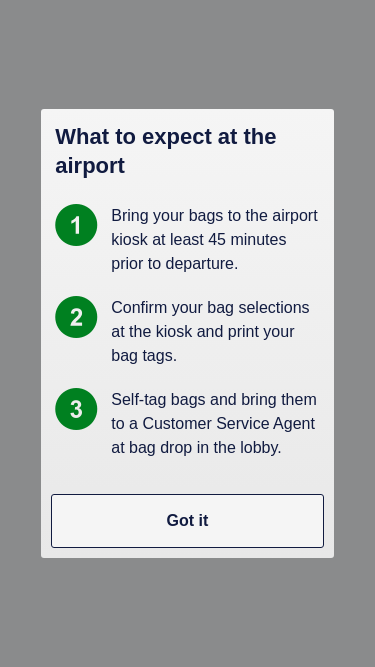 What to expect at the
airport
1
Bring your bags to the airport
kiosk at least 45 minutes
prior to departure.
2
Confirm your bag selections
at the kiosk and print your
bag tags.
3
Self-tag bags and bring them
to a Customer Service Agent
at bag drop in the lobby.
Got it